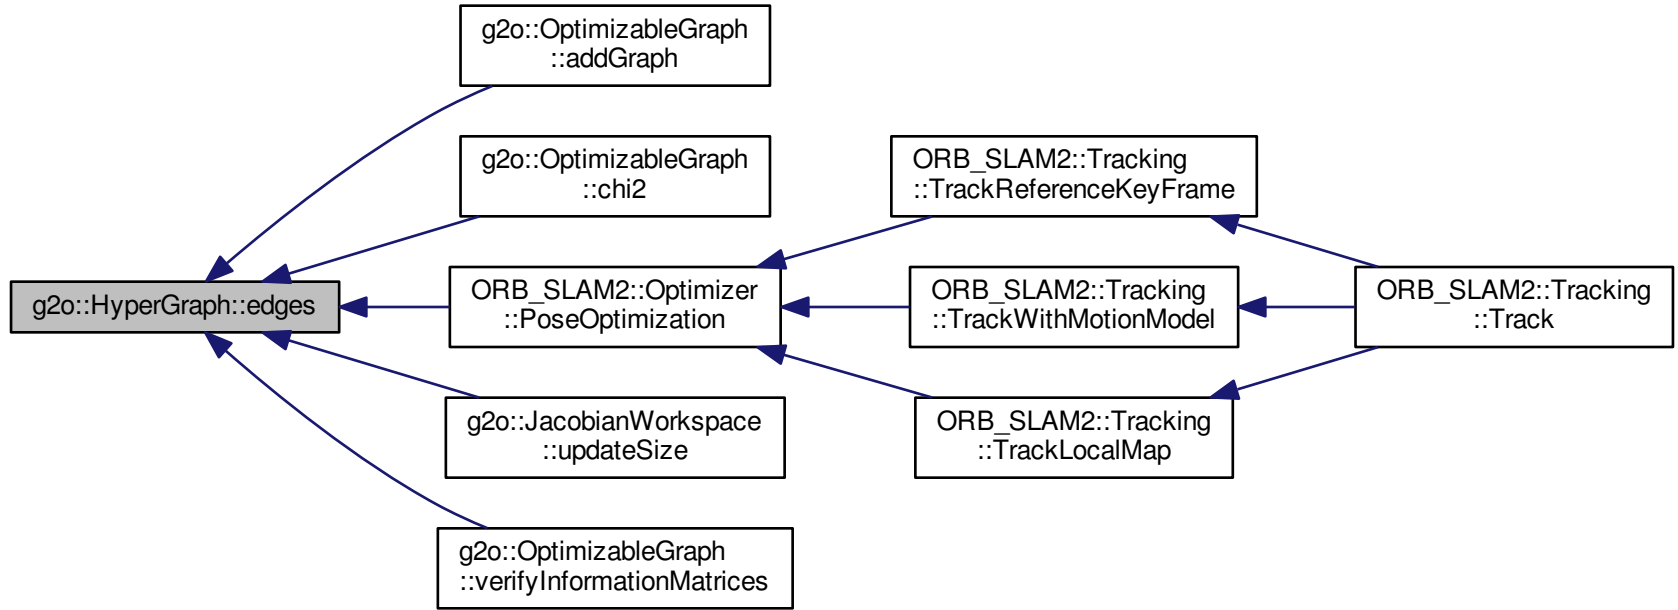 g2o::OptimizableGraph
::addGraph
g2o::OptimizableGraph
::chi2
ORB_SLAM2::Tracking
::TrackReferenceKeyFrame
g2o::HyperGraph::edges
ORB_SLAM2::Optimizer
::PoseOptimization
ORB_SLAM2::Tracking
::TrackWithMotionModel
ORB_SLAM2::Tracking
::Track
g2o::JacobianWorkspace
::updateSize
ORB_SLAM2::Tracking
::TrackLocalMap
g2o::OptimizableGraph
::verifyInformationMatrices